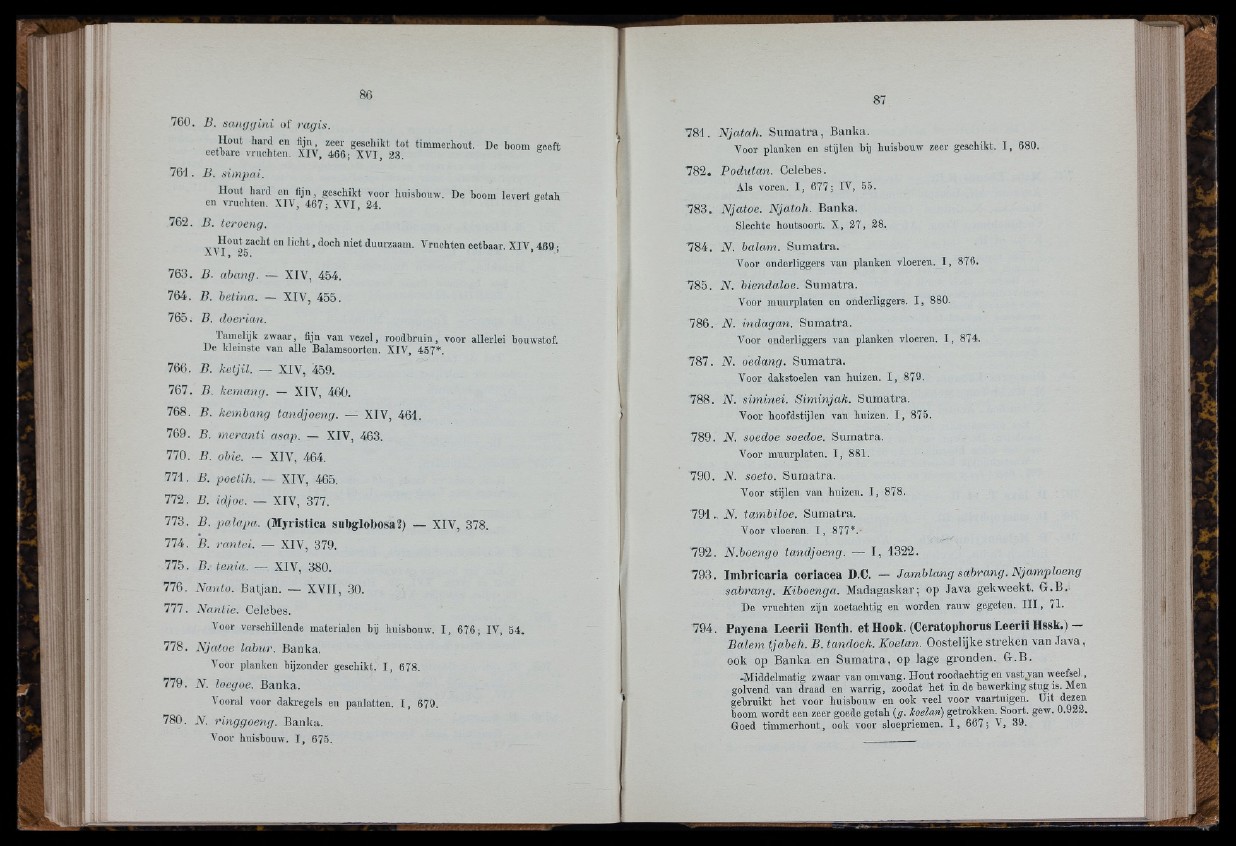 86
760. B. sanggini of ragis.
Hout hard en fijn, zeer geschikt tot timmerhout. De boom geeft
eetbare vruchten. XIV, 466; XVI, 23.
761. B. simpai.
Hout hard en fijn, geschikt voor huisbouw. De boom levert getah
en vruchten. XIV, 467; XVI, 24.
762. B. teroeng.
Hout zacht en licht, doch niet duurzaam. Vruchten eetbaar. XIV, 469;
XVI, 25.
763. B. abang. — XIV, 454.
764. B. betina. — XIV, 455.
765. B. doerian.
Tamelijk zwaar, fijn van vezel, roodbruin, voor allerlei bouwstof.
De kleinste van alle Balamsoorten. XIV, 457*.
766. B. ketjil. — XIV, 459.
767. B. kemang. — XIV, 460.
768. B. kembang tandjoeng. — XIV, 461.
769. B. meranti asap. — XIV, 463.
770. B. obie. — XIV, 464.
771. B. poetih. — XIV, 465.
772. B. idjoe. — XIV, 377.
773. B. palapa. (Myristica subglobosa?) — XIV, 378.
774. B. rantei. — XIV, 379.
775. B. tenia. — XIV, 380.
776. Nanto. Batjan. — XVII, 30.
777. Nantie. Celebes.
Voor verschillende materialen bij huisbouw. I, 676; IV, 54.
778. Njatoe labur. Banka.
Voor planken bijzonder geschikt. I, 678.
779. N. loegoe. Banka.
Vooral voor dakregels en panlatten. I, 679.
780. N. ringgoeng. Banka.
Voor huisbouw. I, 675.
87
781. Njatah. Sumatra, Banka.
Voor planken en stijlen bij huisbouw zeer geschikt. I, 680.
782. Podutan. Celebes.
Als voren. I, 677; IV, 55.
783. Njatoe. Njatoh. Banka.
Slechte houtsoort. X, 27, 28.
784. N. balam. Sumatra.
Voor onderliggers van planken vloeren. I, 876.
785. N. biendaloe. Sumatra.
Voor muurplaten en onderliggers. I, 880.
786. N. indagan. Sumatra.
Voor onderliggers van planken vloeren. I, 874.
787. N. oedang. Sumatra.
Voor dakstoelen van huizen. I, 879.
788. N. siminei. Siminjak. Sumatra.
Voor hoofdstijlen van huizen. I, 875.
789. N. soedoe soedoe. Sumatra.
Voor muurplaten. I, 881.
790. N. soeto. Sumatra.
Voor stijlen van huizen. I, 878.
791. N. tambiloe. Sumatra.
Voor vloeren. I, 877*.
792. N. boengo tandjoeng. — I, 1322.
793. Imbricaria coriacea D.C. — Jamblang sabrang. Njamploeng
sabrang. Kiboenga. Madagaskar; op Java gekweekt. G.B.
De vruchten zijn zoetachtig en worden rauw gegeten. III, 71.
794. Payena Leerii Benth. et Hook. (Ceratophorus Leerii Hssk.) —
Balem tjabeh. B. tandoek. Koelan. Oostelijke streken van Java,
ook op Banka en Sumatra, op lage gronden. G.B.
Middelmatig zwaar van omvang. Hout roodachtig en vast van weefsel,
golvend van draad en warrig, zoodat het in de bewerking stug is. Men
gebruikt het voor huisbouw en ook veel voor vaartuigen. Uit dezen
boom wordt een zeer goede getah (g. koelan) getrokken. Soort. gew. 0.922.
Goed timmerhout, ook voor sloepriemen. I, 667; V, 39.